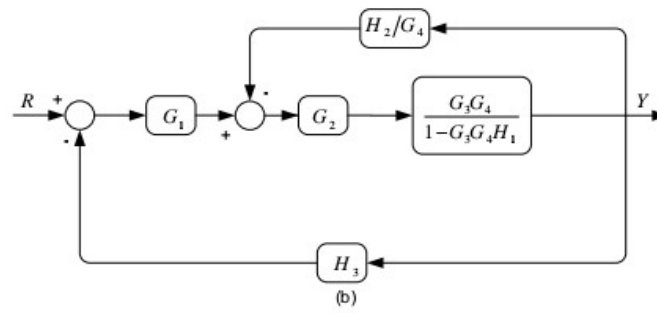 H₂/G₄
-
R + G₁ + G₂ G₃G₄ Y
1−G₃G₄H₁
-
H₃
(b)